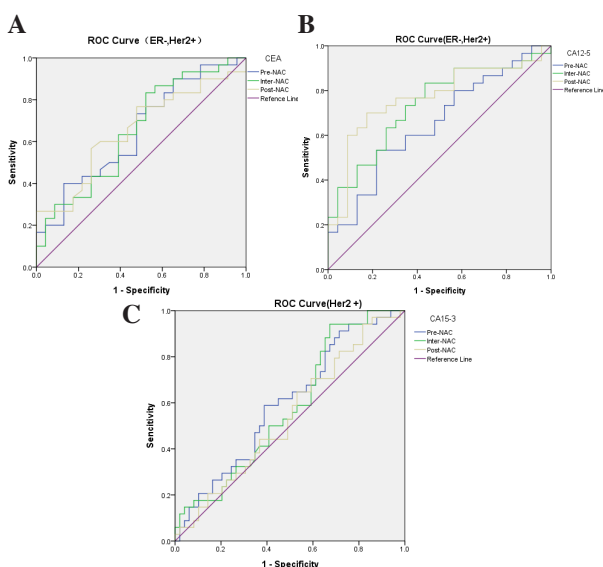 A
ROC Curve（ER-,Her2+）
CEA
Pre-NAC
Inter-NAC
Post-NAC
Refence Line
Sensitivity
1.0
0.8
0.6
0.4
0.2
0.0
0.0 0.2 0.4 0.6 0.8 1.0
1 - Specificity
B
ROC Curve(ER-,Her2+)
CA12-5
Pre-NAC
Inter-NAC
Post-NAC
Reference Line
Sensitivity
1.0
0.8
0.6
0.4
0.2
0.0
0.0 0.2 0.4 0.6 0.8 1.0
1 - Specificity
C
ROC Curve(Her2 +)
CA15-3
Pre-NAC
Inter-NAC
Post-NAC
Reference Line
Sencitivity
1.0
0.8
0.6
0.4
0.2
0.0
0.0 0.2 0.4 0.6 0.8 1.0
1 - Specificity